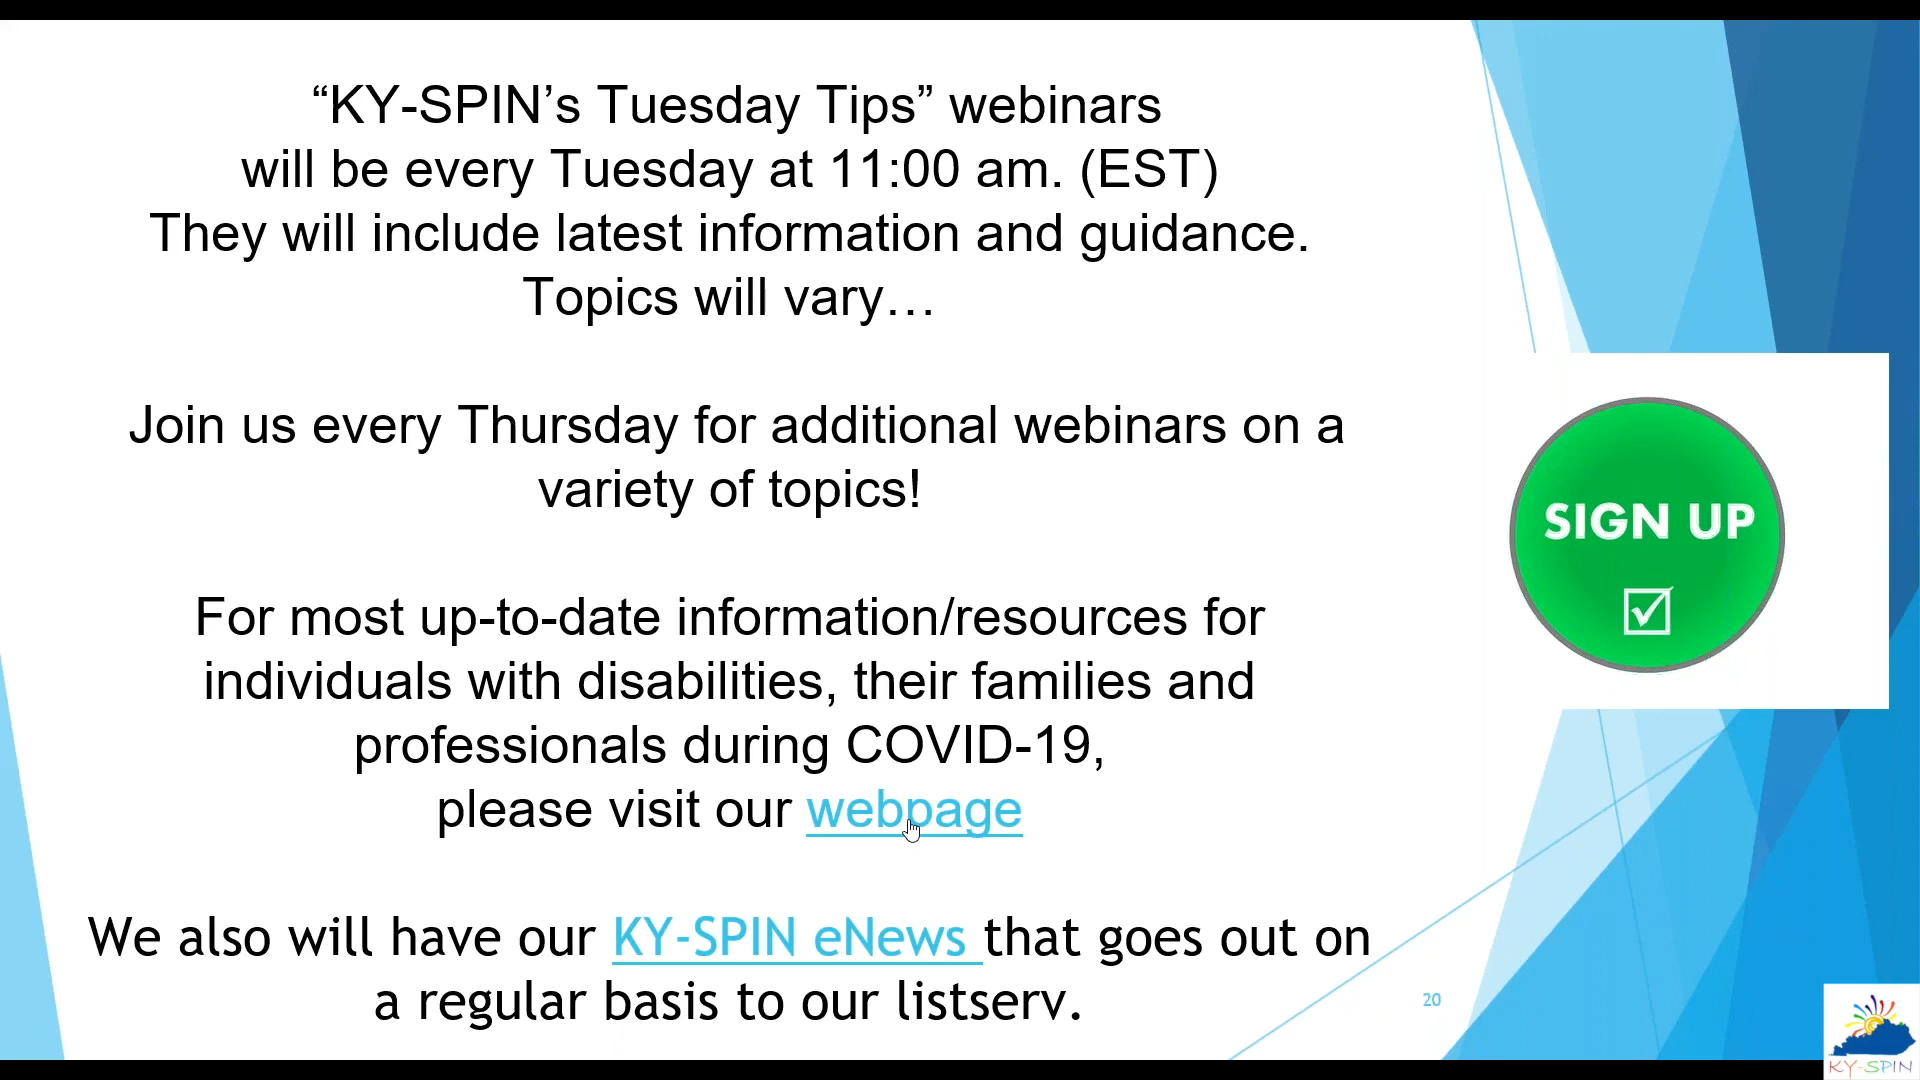 “KY-SPIN’s Tuesday Tips” webinars
will be every Tuesday at 11:00 am. (EST)
They will include latest information and guidance.
Topics will vary…
Join us every Thursday for additional webinars on a
variety of topics!
For most up-to-date information/resources for
individuals with disabilities, their families and
professionals during COVID-19,
please visit our webpage
We also will have our KY-SPIN eNews that goes out on
a regular basis to our listserv.
SIGN UP
20
KY-SPIN